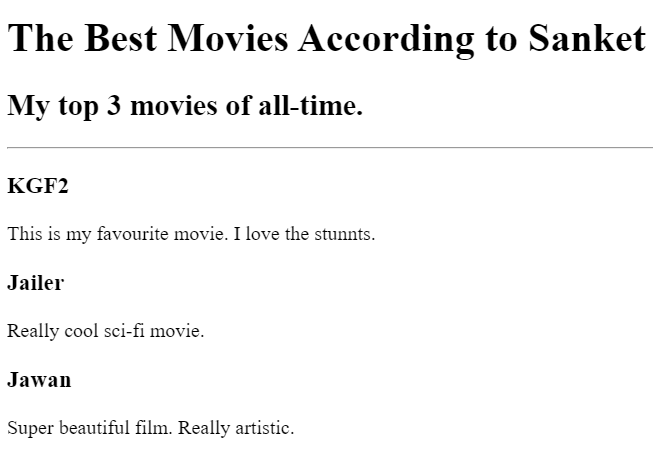 The Best Movies According to Sanket
My top 3 movies of all-time.
KGF2
This is my favourite movie. I love the stunnts.
Jailer
Really cool sci-fi movie.
Jawan
Super beautiful film. Really artistic.